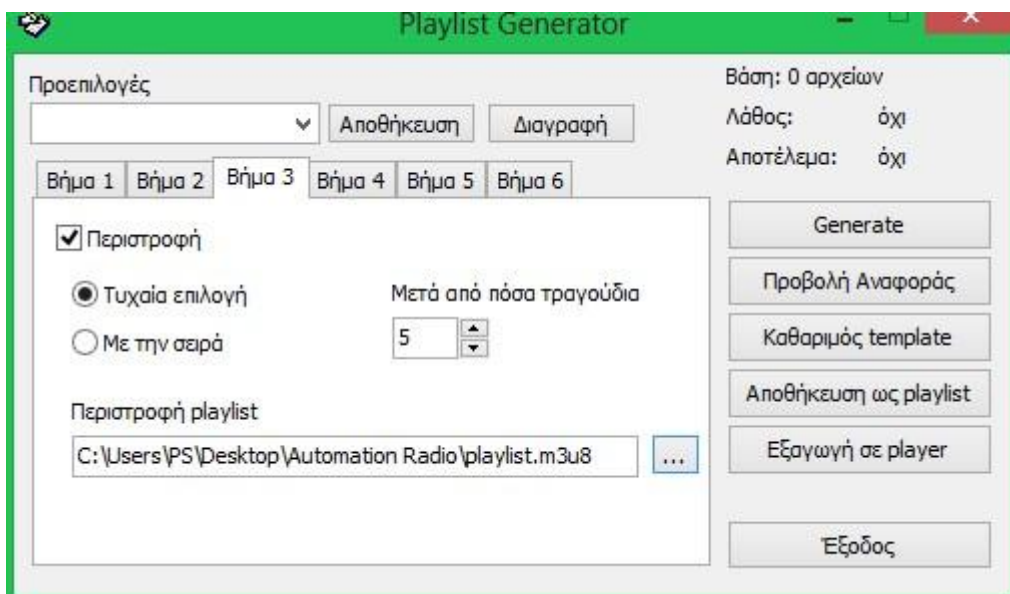 Playlist Generator
Προεπιλογές
Αποθήκευση Διαγραφή
Βήμα 1 Βήμα 2 Βήμα 3 Βήμα 4 Βήμα 5 Βήμα 6
Περιστροφή
Τυχαία επιλογή
Με την σειρά
Μετά από πόσα τραγούδια
5
Περιστροφή playlist
C:\Users\PS\Desktop\Automation Radio\playlist.m3u8 ...
Βάση: 0 αρχείων
Λάθος: όχι
Αποτέλεμα: όχι
Generate
Προβολή Αναφοράς
Καθαριμός template
Αποθήκευση ως playlist
Εξαγωγή σε player
Έξοδος